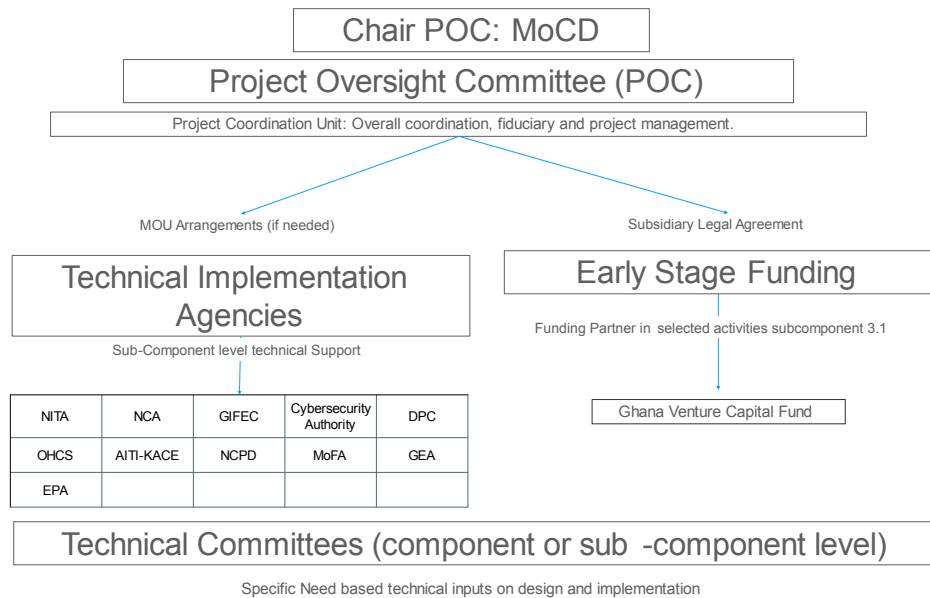 Chair POC: MoCD
Project Oversight Committee (POC)
Project Coordination Unit: Overall coordination, fiduciary and project management.
MOU Arrangements (if needed)
Subsidiary Legal Agreement
Technical Implementation
Agencies
Early Stage Funding
Sub-Component level technical Support
Funding Partner in selected activities subcomponent 3.1
NITA NCA GIFEC Cybersecurity Authority DPC
OHCS AITI-KACE NCPD MoFA GEA
EPA
Ghana Venture Capital Fund
Technical Committees (component or sub -component level)
Specific Need based technical inputs on design and implementation